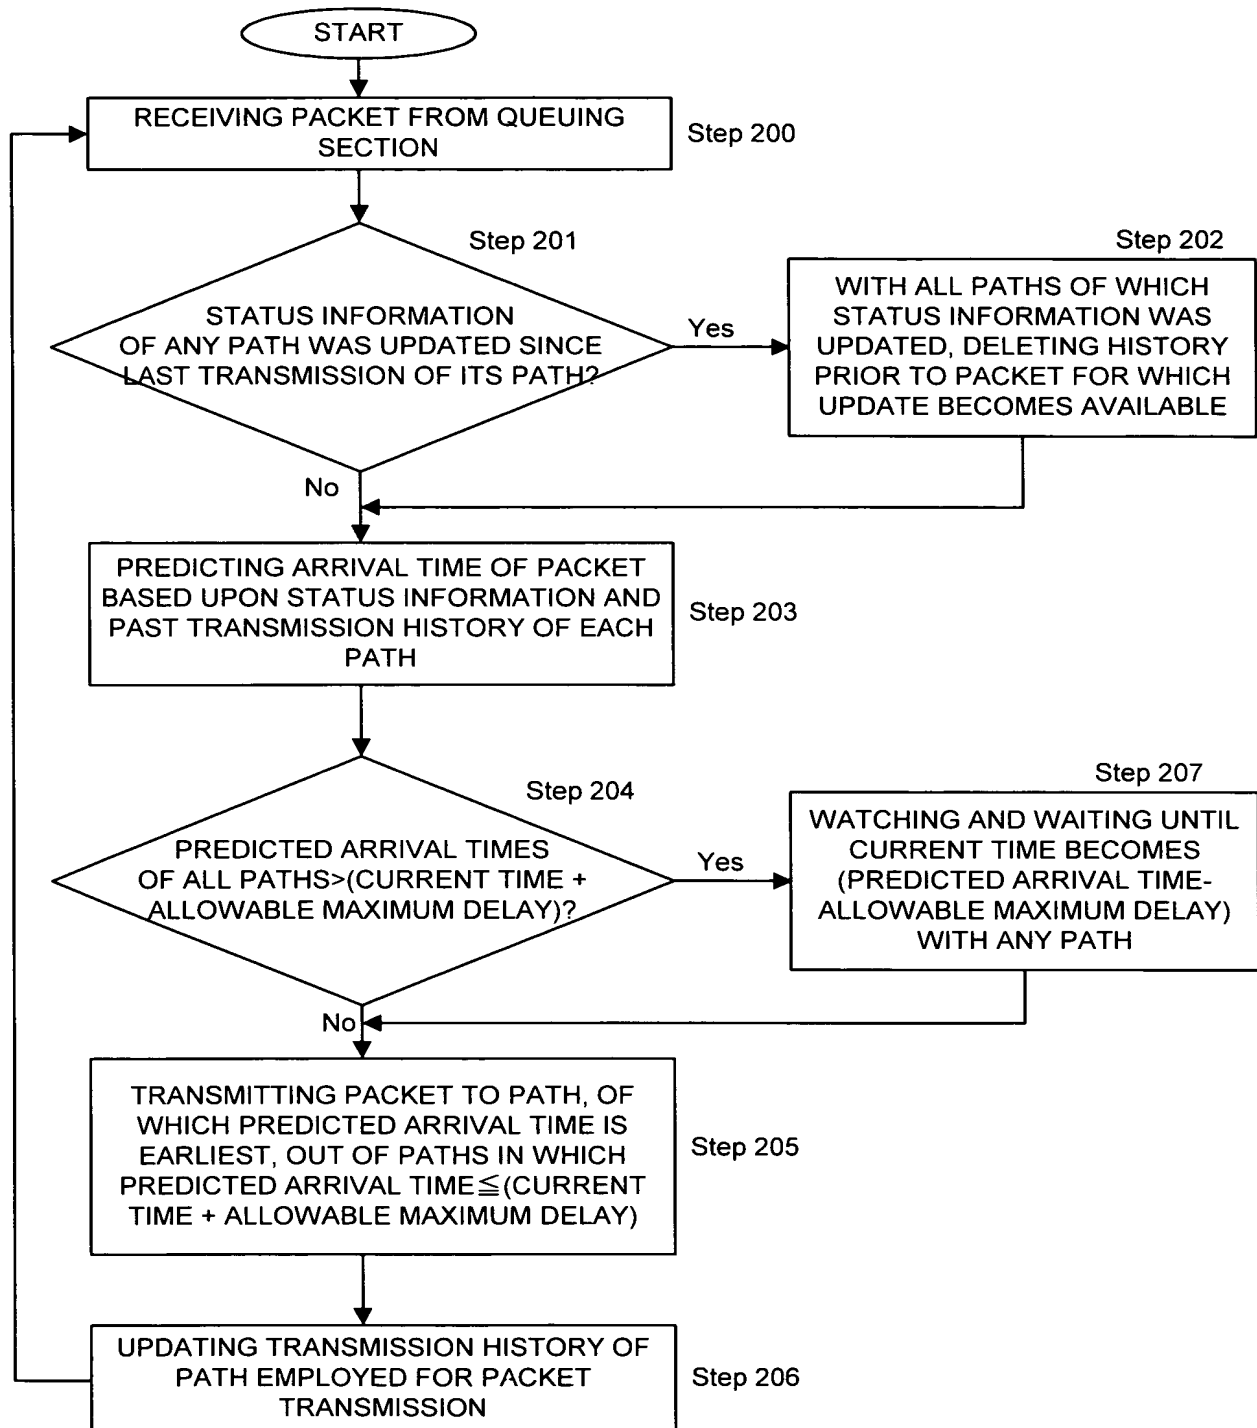 START
RECEIVING PACKET FROM QUEUING
SECTION
Step 200
Step 201
STATUS INFORMATION
OF ANY PATH WAS UPDATED SINCE
LAST TRANSMISSION OF ITS PATH?
Yes
No
Step 202
WITH ALL PATHS OF WHICH
STATUS INFORMATION WAS
UPDATED, DELETING HISTORY
PRIOR TO PACKET FOR WHICH
UPDATE BECOMES AVAILABLE
PREDICTING ARRIVAL TIME OF PACKET
BASED UPON STATUS INFORMATION AND
PAST TRANSMISSION HISTORY OF EACH
PATH
Step 203
Step 204
PREDICTED ARRIVAL TIMES
OF ALL PATHS>(CURRENT TIME +
ALLOWABLE MAXIMUM DELAY)?
Yes
No
Step 207
WATCHING AND WAITING UNTIL
CURRENT TIME BECOMES
(PREDICTED ARRIVAL TIME-
ALLOWABLE MAXIMUM DELAY)
WITH ANY PATH
TRANSMITTING PACKET TO PATH, OF
WHICH PREDICTED ARRIVAL TIME IS
EARLIEST, OUT OF PATHS IN WHICH
PREDICTED ARRIVAL TIME≦(CURRENT
TIME + ALLOWABLE MAXIMUM DELAY)
Step 205
UPDATING TRANSMISSION HISTORY OF
PATH EMPLOYED FOR PACKET
TRANSMISSION
Step 206